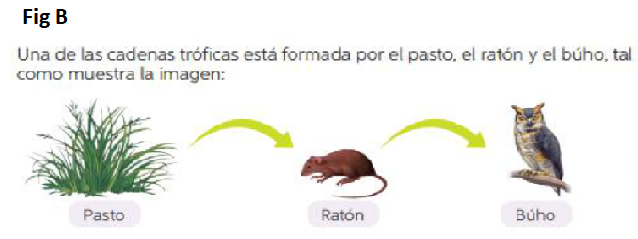 Fig B
Una de las cadenas tróficas está formada por el pasto, el ratón y el búho, tal
como muestra la imagen:
Pasto
Ratón
Búho